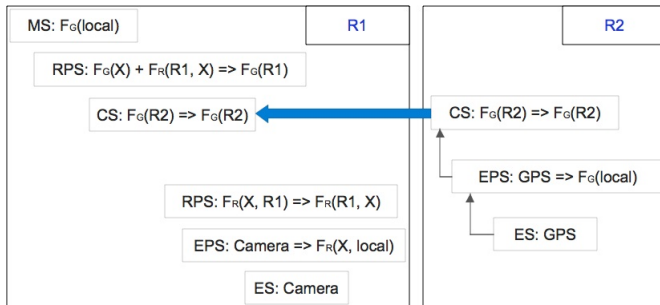 MS: FG(local)
R1
RPS: FG(X) + FR(R1, X) => FG(R1)
CS: FG(R2) => FG(R2)
RPS: FR(X, R1) => FR(R1, X)
EPS: Camera => FR(X, local)
ES: Camera
R2
CS: FG(R2) => FG(R2)
EPS: GPS => FG(local)
ES: GPS